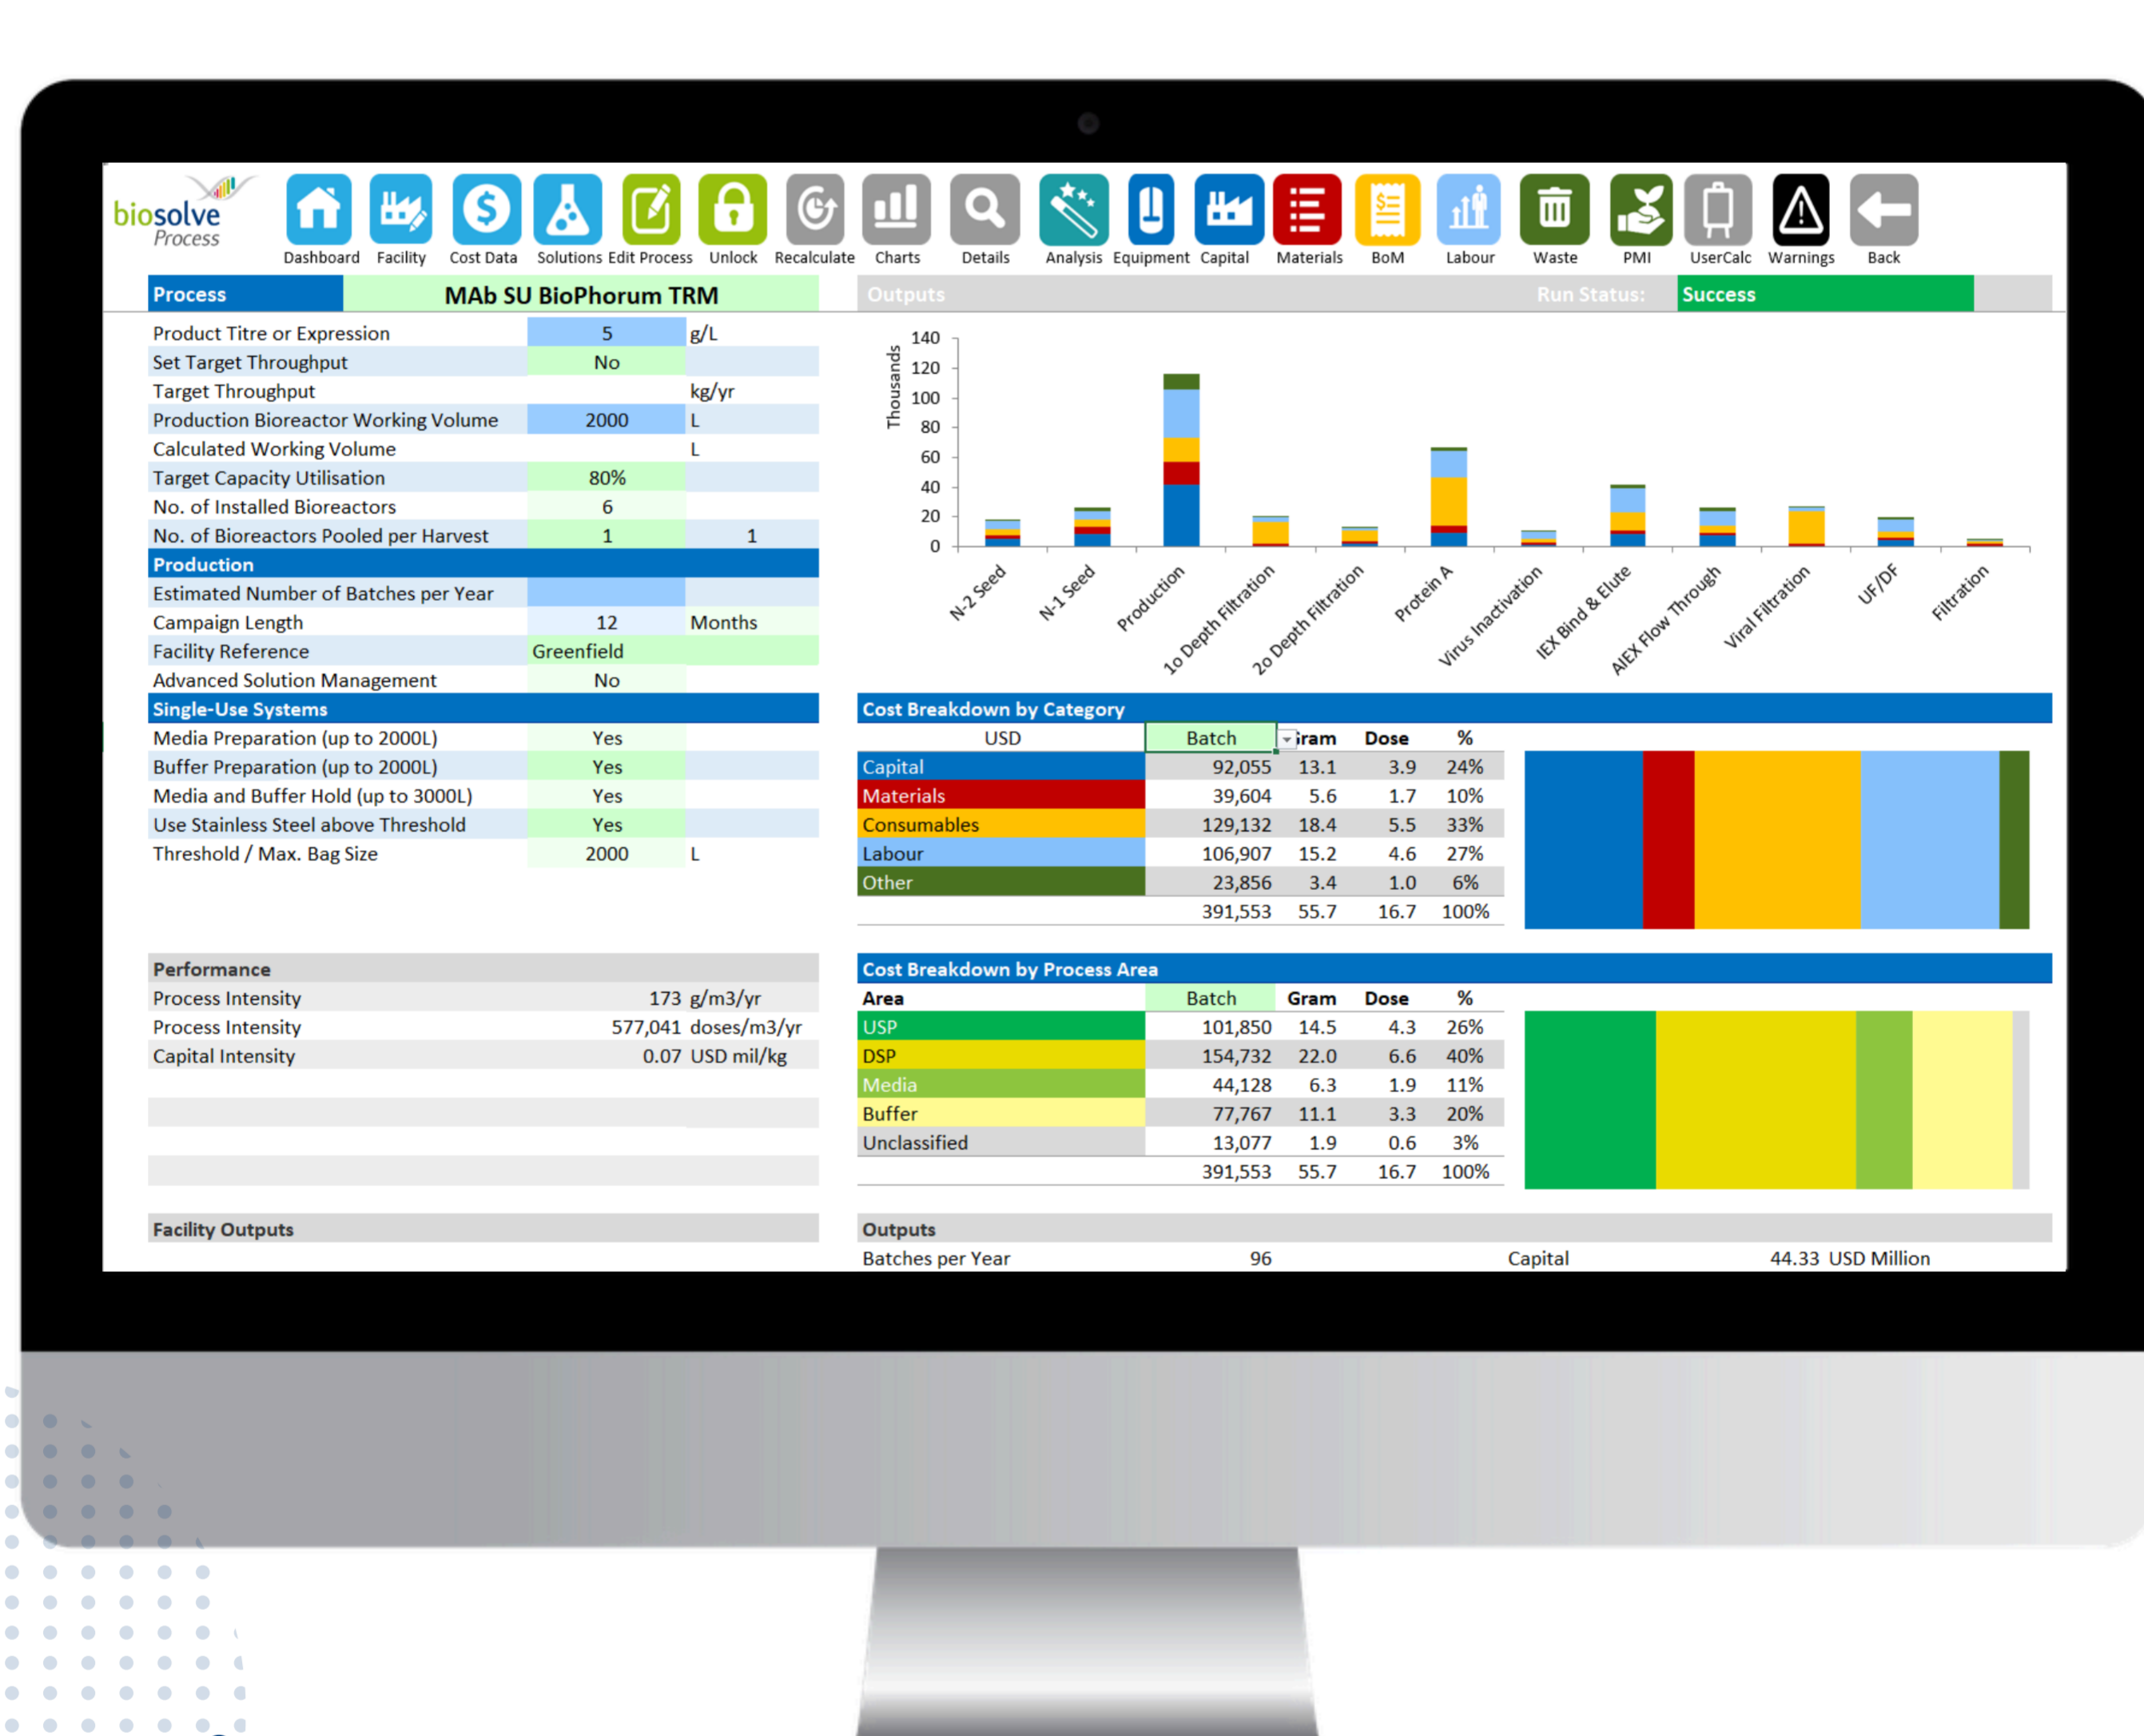 biosolve
Process
Dashboard Facility Cost Data Solutions Edit Process Unlock Recalculate Charts Details Analysis Equipment Capital Materials BoM Labour Waste PMI UserCalc Warnings Back
Process MAb SU BioPhorum TRM
Outputs Run Status: Success
Product Titre or Expression 5 g/L
Set Target Throughput No
Target Throughput kg/yr
Production Bioreactor Working Volume 2000 L
Calculated Working Volume L
Target Capacity Utilisation 80%
No. of Installed Bioreactors 6
No. of Bioreactors Pooled per Harvest 1 1
Production
Estimated Number of Batches per Year
Campaign Length 12 Months
Facility Reference Greenfield
Advanced Solution Management No
Single-Use Systems
Media Preparation (up to 2000L) Yes
Buffer Preparation (up to 2000L) Yes
Media and Buffer Hold (up to 3000L) Yes
Use Stainless Steel above Threshold Yes
Threshold / Max. Bag Size 2000 L
Performance
Process Intensity 173 g/m3/yr
Process Intensity 577,041 doses/m3/yr
Capital Intensity 0.07 USD mil/kg
Facility Outputs
Thousands
140
120
100
80
60
40
20
0
N-2 Seed
N-1 Seed
Production
1o Depth Filtration
2o Depth Filtration
Protein A
Virus Inactivation
IEX Bind & Elute
AIEX Flow Through
Viral Filtration
UF/DF
Filtration
Cost Breakdown by Category
USD Batch ram Dose %
Capital 92,055 13.1 3.9 24%
Materials 39,604 5.6 1.7 10%
Consumables 129,132 18.4 5.5 33%
Labour 106,907 15.2 4.6 27%
Other 23,856 3.4 1.0 6%
391,553 55.7 16.7 100%
Cost Breakdown by Process Area
Area Batch Gram Dose %
USP 101,850 14.5 4.3 26%
DSP 154,732 22.0 6.6 40%
Media 44,128 6.3 1.9 11%
Buffer 77,767 11.1 3.3 20%
Unclassified 13,077 1.9 0.6 3%
391,553 55.7 16.7 100%
Outputs
Batches per Year 96 Capital 44.33 USD Million